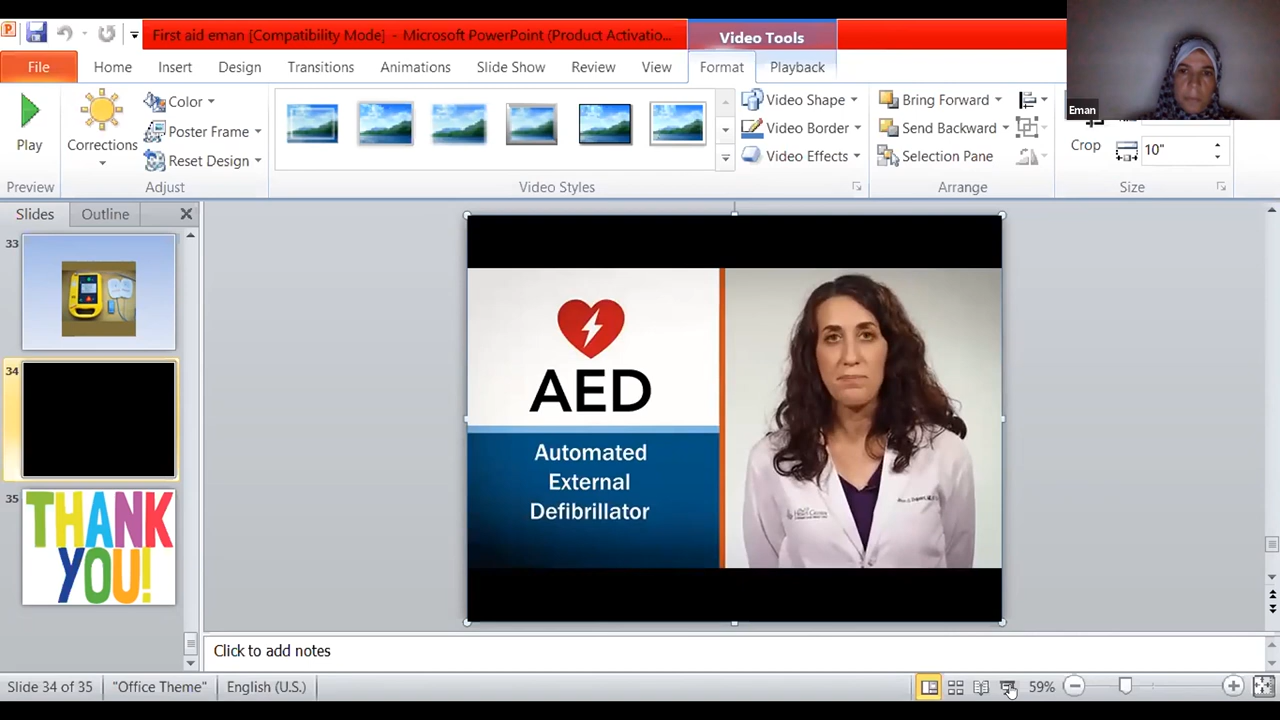 First aid eman [Compatibility Mode] - Microsoft PowerPoint (Product Activatio...
Video Tools
File
Home
Insert
Design
Transitions
Animations
Slide Show
Review
View
Format
Playback
Eman
Play
Corrections
Color
Poster Frame
Reset Design
Video Shape
Video Border
Video Effects
Bring Forward
Send Backward
Selection Pane
Crop
10"
Preview
Adjust
Video Styles
Arrange
Size
Slides
Outline
33
34
35
THANK
YOU!
AED
Automated
External
Defibrillator
Click to add notes
Slide 34 of 35
"Office Theme"
English (U.S.)
59%